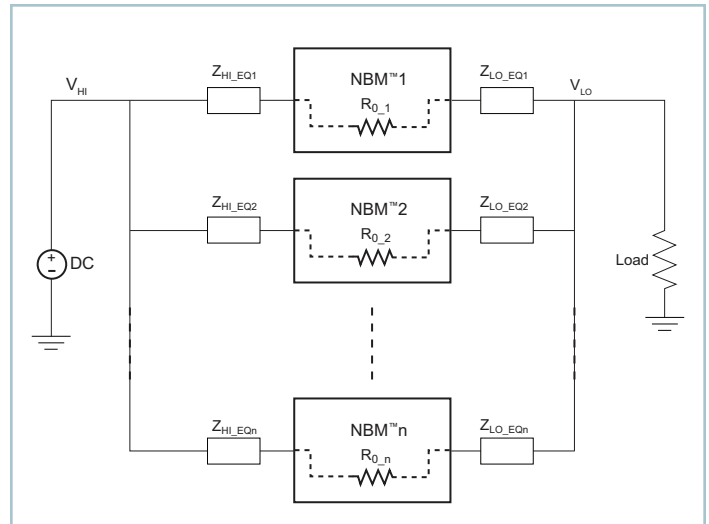 Z_HI_EQ1 NBM™1 Z_LO_EQ1
V_HI R_0_1 V_LO
Z_HI_EQ2 NBM™2 Z_LO_EQ2
R_0_2
+
−
DC Load
Z_HI_EQn NBM™n Z_LO_EQn
R_0_n